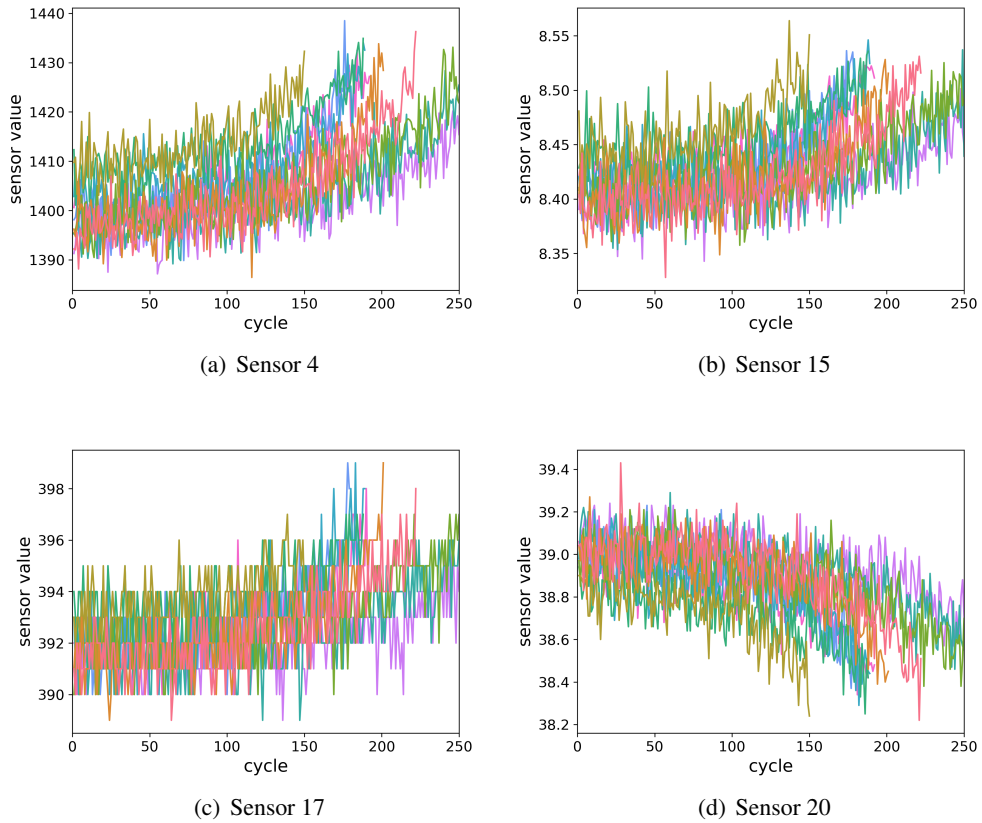 1440
1430
1420
1410
1400
1390
sensor value
0 50 100 150 200 250
cycle
(a) Sensor 4
8.55
8.50
8.45
8.40
8.35
sensor value
0 50 100 150 200 250
cycle
(b) Sensor 15
398
396
394
392
390
sensor value
0 50 100 150 200 250
cycle
(c) Sensor 17
39.4
39.2
39.0
38.8
38.6
38.4
38.2
sensor value
0 50 100 150 200 250
cycle
(d) Sensor 20